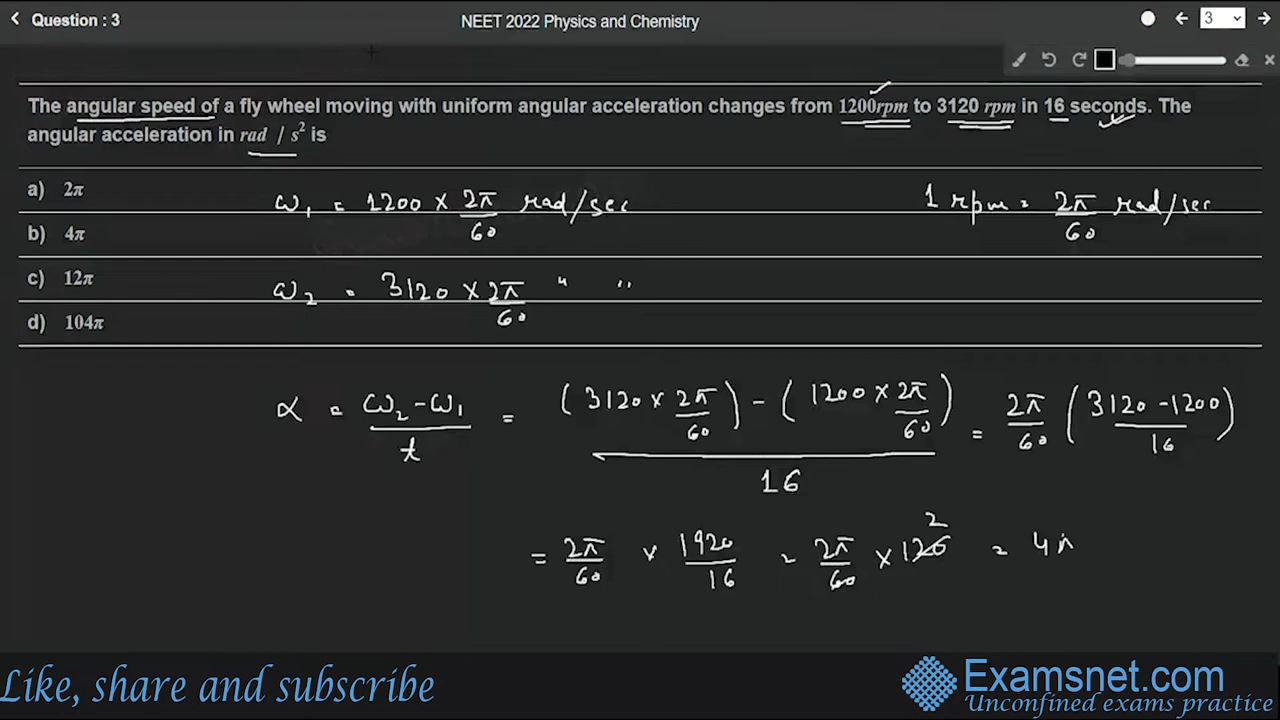 Question : 3
NEET 2022 Physics and Chemistry
3
The angular speed of a fly wheel moving with uniform angular acceleration changes from 1200rpm to 3120 rpm in 16 seconds. The
angular acceleration in rad / s² is
a) 2π
ω₁ = 1200 × 2π/60 rad/sec
1 rpm = 2π/60 rad/sec
b) 4π
c) 12π
ω₂ = 3120 × 2π/60 " "
d) 104π
α = (ω₂ - ω₁)/t = ((3120 × 2π/60) - (1200 × 2π/60))/16 = 2π/60 ((3120 - 1200)/16)
= 2π/60 × 1920/16 = 2π/60 × 120 2 = 4π
Like, share and subscribe
Examsnet.com
Unconfined exams practice